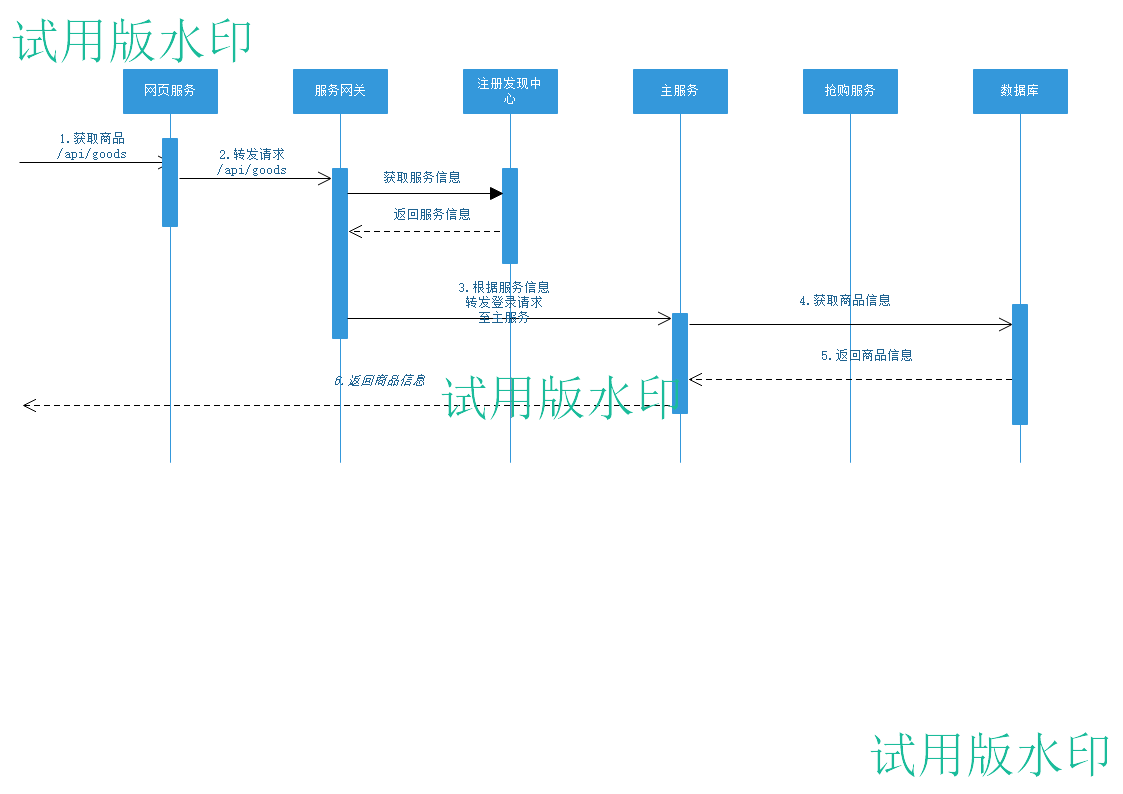 试用版水印
网页服务
服务网关
注册发现中
心
主服务
抢购服务
数据库
1.获取商品
/api/goods
2.转发请求
/api/goods
获取服务信息
返回服务信息
3.根据服务信息
转发登录请求
至主服务
4.获取商品信息
5.返回商品信息
6.返回商品信息
试用版水印
试用版水印